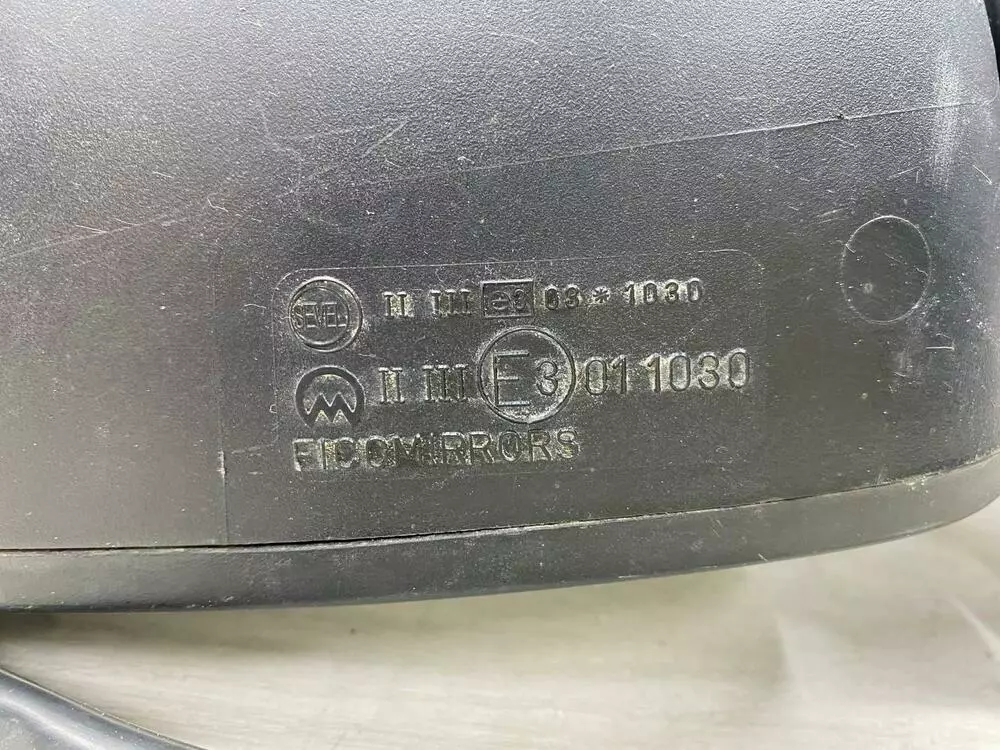 SEVEL II III e3 03*1030
II III E3 011030
FICOMIRRORS